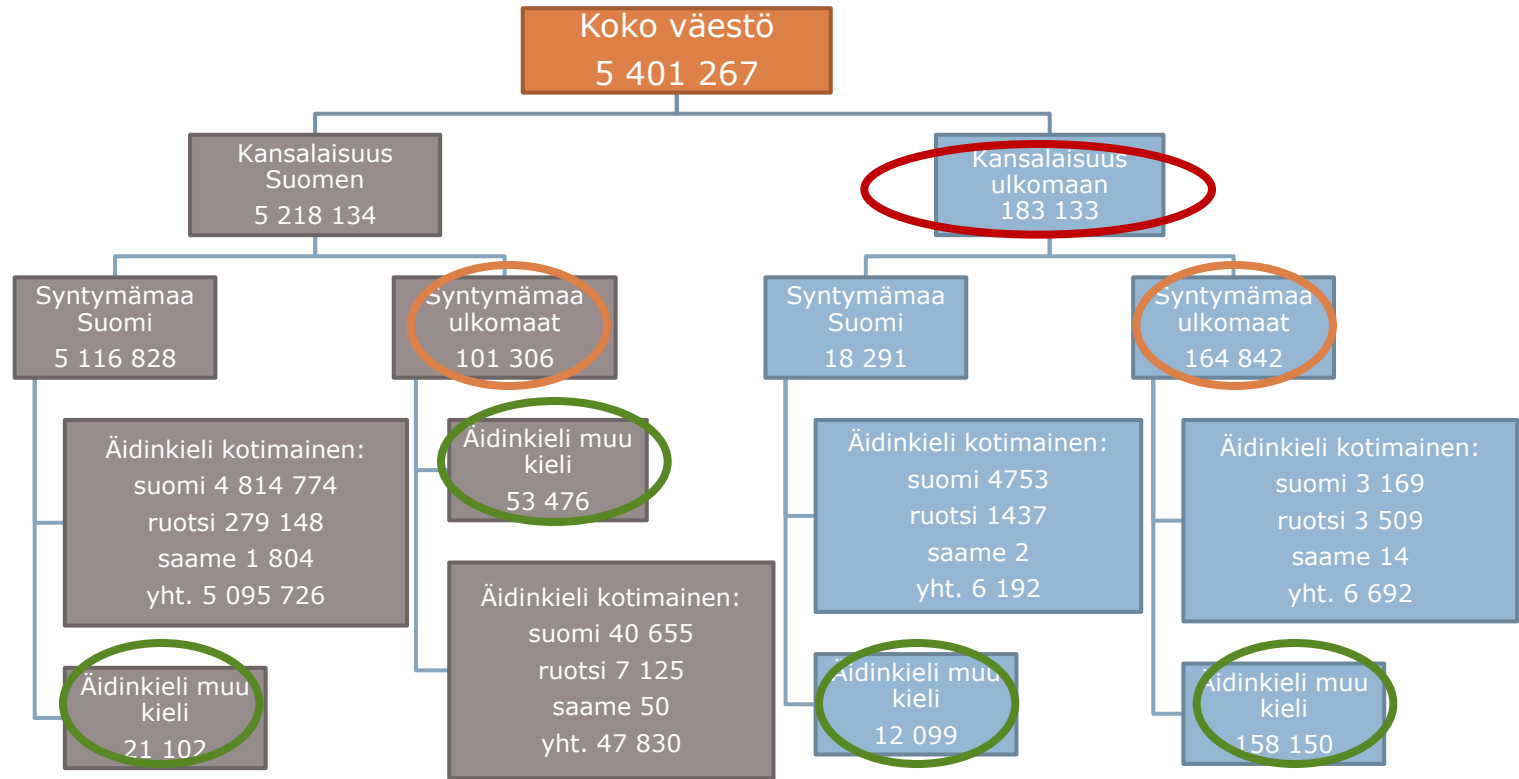 Koko väestö
5 401 267
Kansalaisuus
Suomen
5 218 134
Kansalaisuus
ulkomaan
183 133
Syntymämaa
Suomi
5 116 828
Syntymämaa
ulkomaat
101 306
Syntymämaa
Suomi
18 291
Syntymämaa
ulkomaat
164 842
Äidinkieli kotimainen:
suomi 4 814 774
ruotsi 279 148
saame 1 804
yht. 5 095 726
Äidinkieli muu
kieli
21 102
Äidinkieli muu
kieli
53 476
Äidinkieli kotimainen:
suomi 40 655
ruotsi 7 125
saame 50
yht. 47 830
Äidinkieli kotimainen:
suomi 4753
ruotsi 1437
saame 2
yht. 6 192
Äidinkieli muu
kieli
12 099
Äidinkieli kotimainen:
suomi 3 169
ruotsi 3 509
saame 14
yht. 6 692
Äidinkieli muu
kieli
158 150